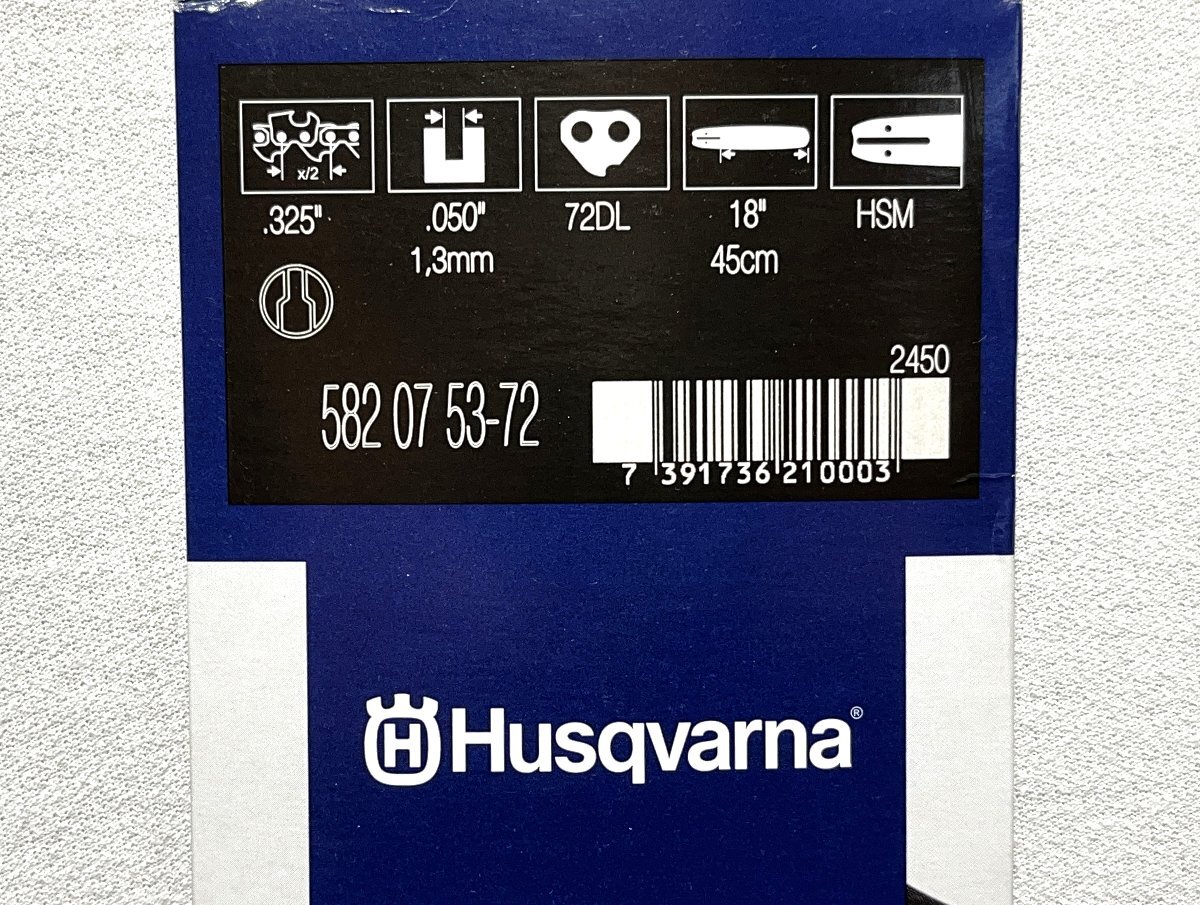 x/2
.325" .050" 72DL 18" HSM
1,3mm 45cm
2450
582 07 53-72
7 391736 210003
H Husqvarna®